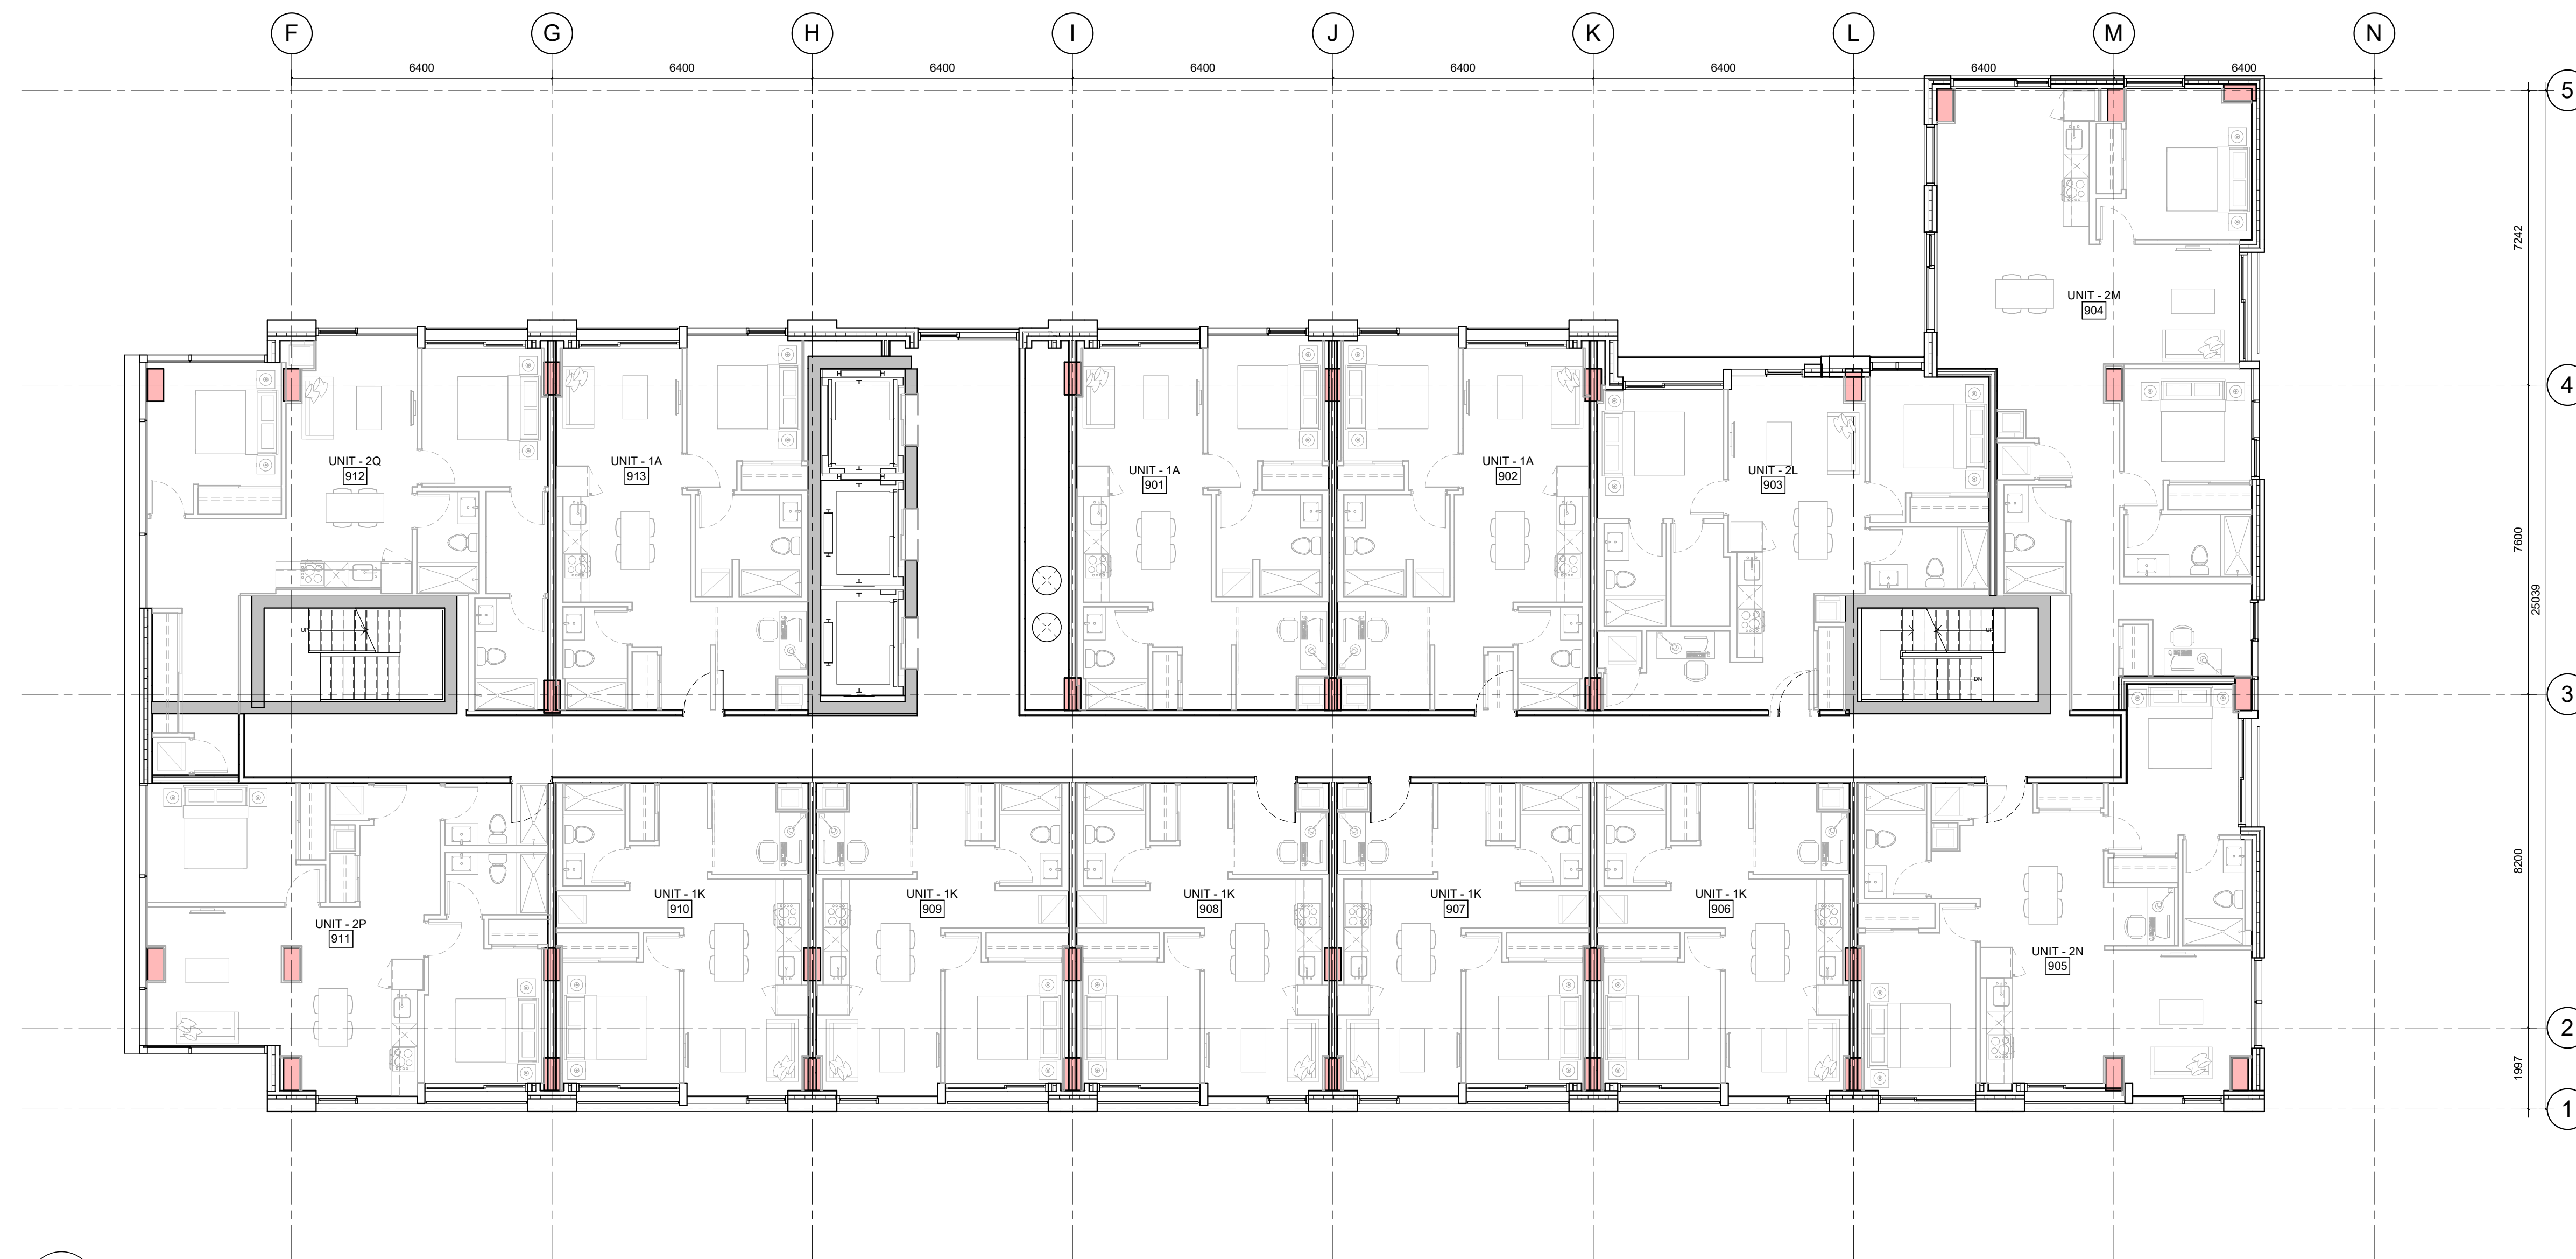 F G H I J K L M N
6400 6400 6400 6400 6400 6400 6400 6400
5
7242
UNIT - 2M
904
4
UNIT - 2Q
912
UNIT - 1A
913
UNIT - 1A
901
UNIT - 1A
902
UNIT - 2L
903
7600
25039
UP
UP
DN
3
8200
UNIT - 2P
911
UNIT - 1K
910
UNIT - 1K
909
UNIT - 1K
908
UNIT - 1K
907
UNIT - 1K
906
UNIT - 2N
905
2
1997
1